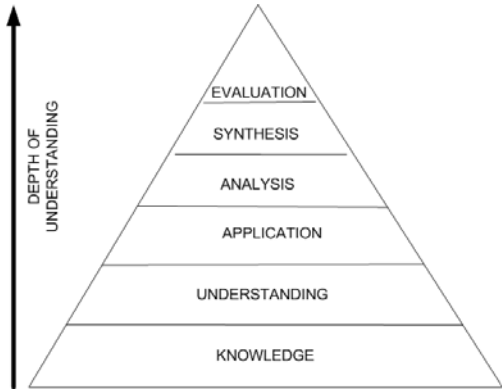 EVALUATION
SYNTHESIS
ANALYSIS
APPLICATION
UNDERSTANDING
KNOWLEDGE
DEPTH OF
UNDERSTANDING